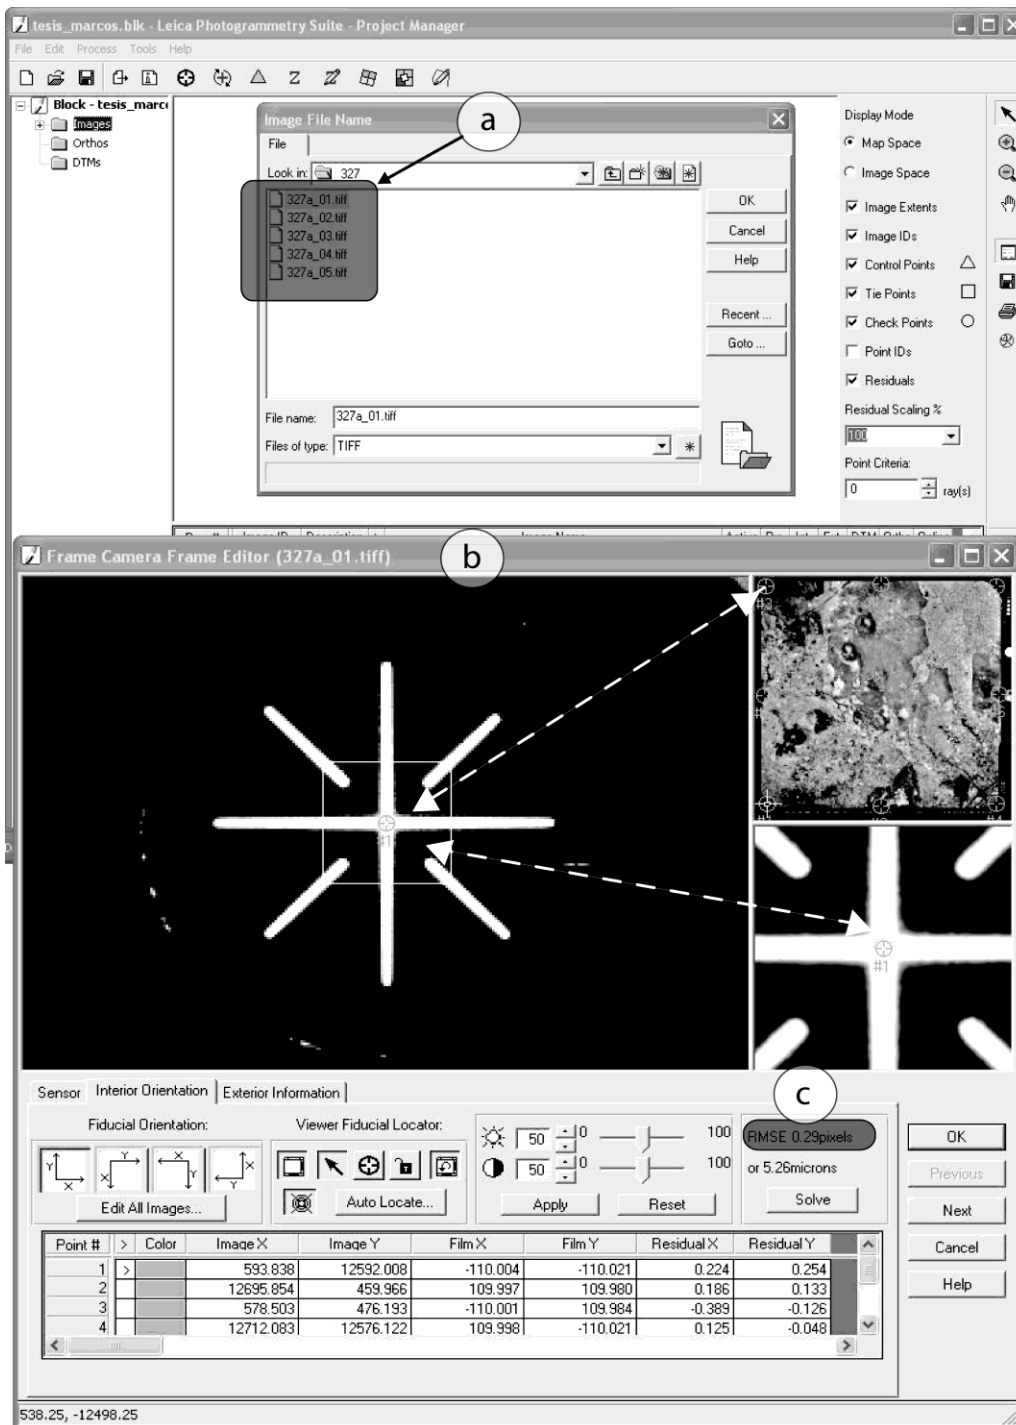 tesis_marcos.blk - Leica Photogrammetry Suite - Project Manager
File Edit Process Tools Help
Block - tesis_marco
Images
Orthos
DTMs
a
Image File Name
File
Look in: 327
327a_01.tiff
327a_02.tiff
327a_03.tiff
327a_04.tiff
327a_05.tiff
OK
Cancel
Help
Recent ...
Goto ...
File name: 327a_01.tiff
Files of type: TIFF
Display Mode
Map Space
Image Space
Image Extents
Image IDs
Control Points
Tie Points
Check Points
Point IDs
Residuals
Residual Scaling %
100
Point Criteria:
0 ray(s)
Frame Camera Frame Editor (327a_01.tiff)
b
#1
#1
Sensor Interior Orientation Exterior Information
c
Fiducial Orientation:
Y X X Y X Y Y X
Edit All Images...
Viewer Fiducial Locator:
Auto Locate...
50 0 100
50 0 100
Apply Reset
RMSE 0.29pixels
or 5.26microns
Solve
OK
Previous
Next
Cancel
Help
Point # > Color Image X Image Y Film X Film Y Residual X Residual Y
1 > 593.838 12592.008 -110.004 -110.021 0.224 0.254
2 12695.854 459.966 109.997 109.980 0.186 0.133
3 578.503 476.193 -110.001 109.984 -0.389 -0.126
4 12712.083 12576.122 109.998 -110.021 0.125 -0.048
538.25, -12498.25